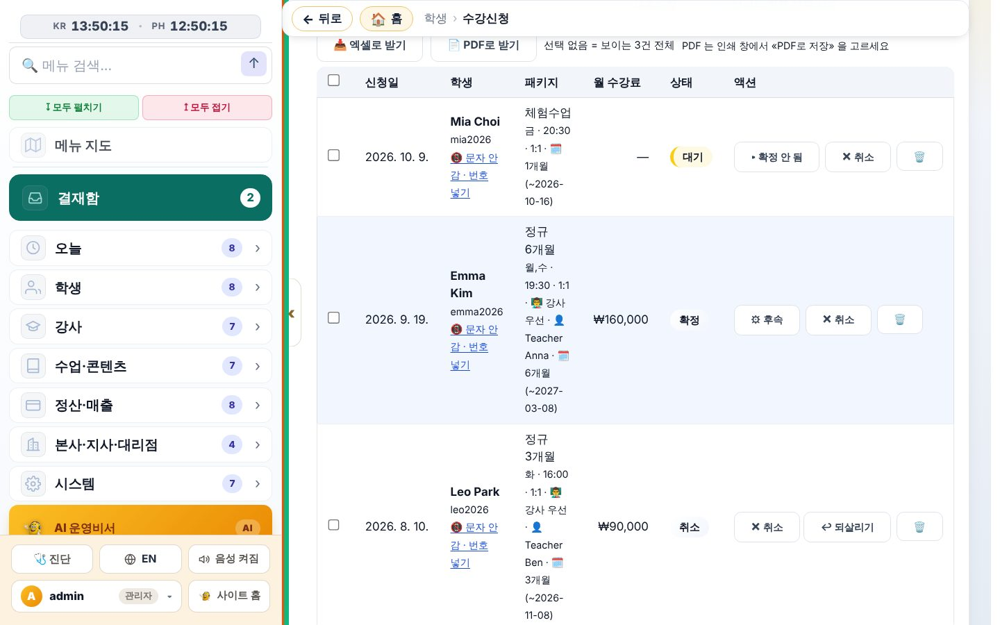 KR 13:50:15 • PH 12:50:15
메뉴 검색...
↑
↧ 모두 펼치기
↥ 모두 접기
메뉴 지도
결재함 2
오늘 8 ›
학생 8 ›
강사 7 ›
수업·콘텐츠 7 ›
정산·매출 8 ›
본사·지사·대리점 4 ›
시스템 7 ›
AI 운영비서 AI
진단
EN
음성 켜짐
A admin 관리자
사이트 홈
← 뒤로
홈
학생 › 수강신청
엑셀로 받기
PDF로 받기
선택 없음 = 보이는 3건 전체
PDF 는 인쇄 창에서 «PDF로 저장» 을 고르세요
신청일 학생 패키지 월 수강료 상태 액션
2026. 10. 9.
Mia Choi
mia2026
문자 안
감 · 번호
넣기
체험수업
금 · 20:30
· 1:1 ·
1개월
(~2026-
10-16)
—
대기
확정 안 됨
✕ 취소
2026. 9. 19.
Emma
Kim
emma2026
문자 안
감 · 번호
넣기
정규
6개월
월,수 ·
19:30 · 1:1
· 강사
우선 ·
Teacher
Anna ·
6개월
(~2027-
03-08)
₩160,000
확정
후속
✕ 취소
2026. 8. 10.
Leo Park
leo2026
문자 안
감 · 번호
넣기
정규
3개월
화 · 16:00
· 1:1 ·
강사 우선
·
Teacher
Ben ·
3개월
(~2026-
11-08)
₩90,000
취소
✕ 취소
↩ 되살리기
«